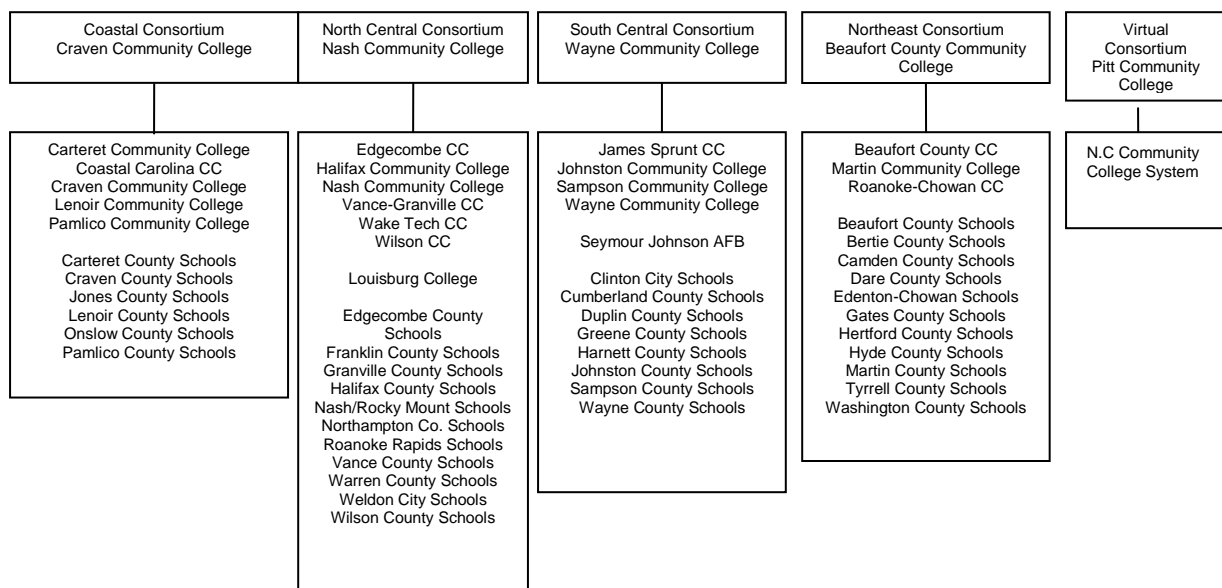 Coastal Consortium
Craven Community College
North Central Consortium
Nash Community College
South Central Consortium
Wayne Community College
Northeast Consortium
Beaufort County Community
College
Virtual
Consortium
Pitt Community
College
Carteret Community College
Coastal Carolina CC
Craven Community College
Lenoir Community College
Pamlico Community College
Carteret County Schools
Craven County Schools
Jones County Schools
Lenoir County Schools
Onslow County Schools
Pamlico County Schools
Edgecombe CC
Halifax Community College
Nash Community College
Vance-Granville CC
Wake Tech CC
Wilson CC
Louisburg College
Edgecombe County
Schools
Franklin County Schools
Granville County Schools
Halifax County Schools
Nash/Rocky Mount Schools
Northampton Co. Schools
Roanoke Rapids Schools
Vance County Schools
Warren County Schools
Weldon City Schools
Wilson County Schools
James Sprunt CC
Johnston Community College
Sampson Community College
Wayne Community College
Seymour Johnson AFB
Clinton City Schools
Cumberland County Schools
Duplin County Schools
Greene County Schools
Harnett County Schools
Johnston County Schools
Sampson County Schools
Wayne County Schools
Beaufort County CC
Martin Community College
Roanoke-Chowan CC
Beaufort County Schools
Bertie County Schools
Camden County Schools
Dare County Schools
Edenton-Chowan Schools
Gates County Schools
Hertford County Schools
Hyde County Schools
Martin County Schools
Tyrrell County Schools
Washington County Schools
N.C Community
College System